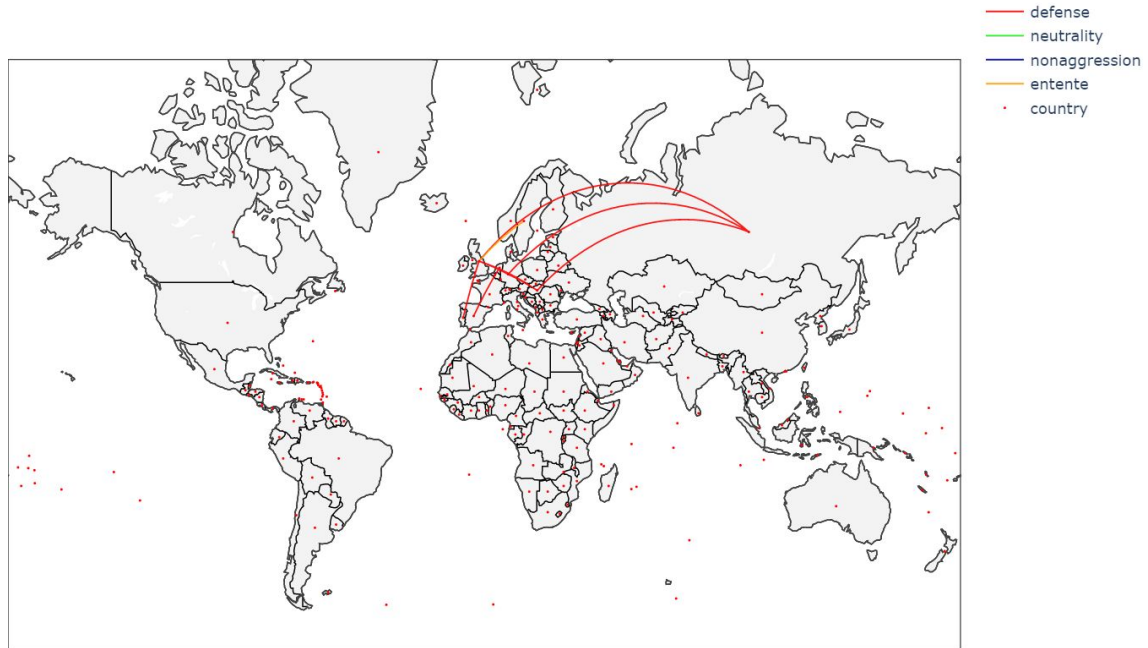 defense
neutrality
nonaggression
entente
country